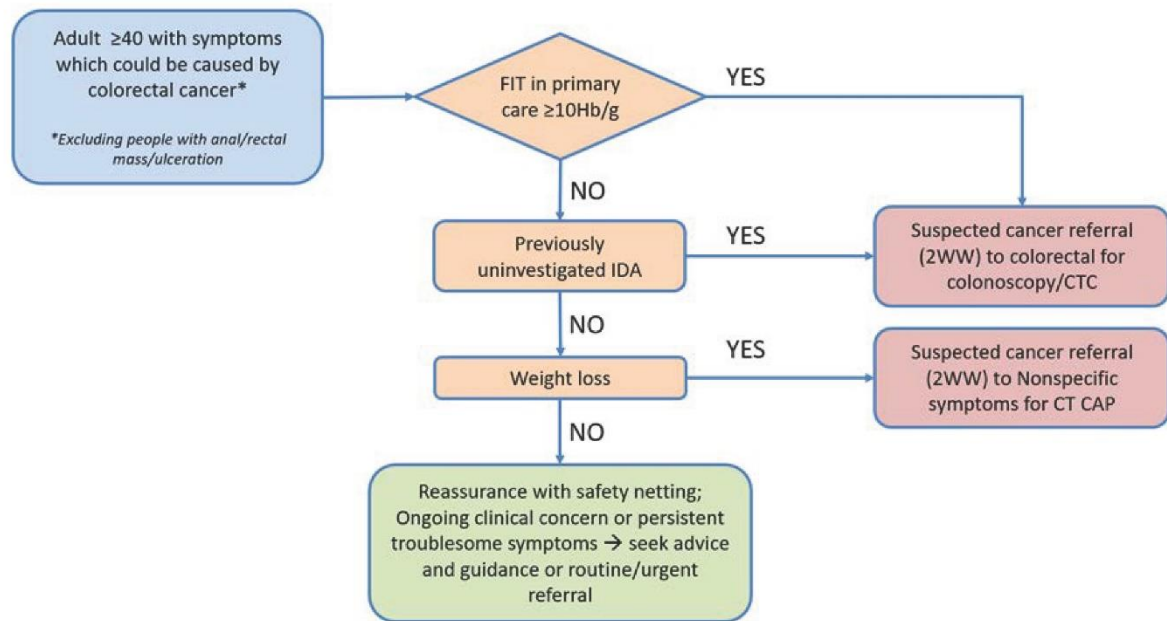 Adult ≥40 with symptoms
which could be caused by
colorectal cancer*
*Excluding people with anal/rectal
mass/ulceration
FIT in primary
care ≥10Hb/g
YES
NO
Previously
uninvestigated IDA
YES
Suspected cancer referral
(2WW) to colorectal for
colonoscopy/CTC
NO
Weight loss
YES
Suspected cancer referral
(2WW) to Nonspecific
symptoms for CT CAP
NO
Reassurance with safety netting;
Ongoing clinical concern or persistent
troublesome symptoms → seek advice
and guidance or routine/urgent
referral